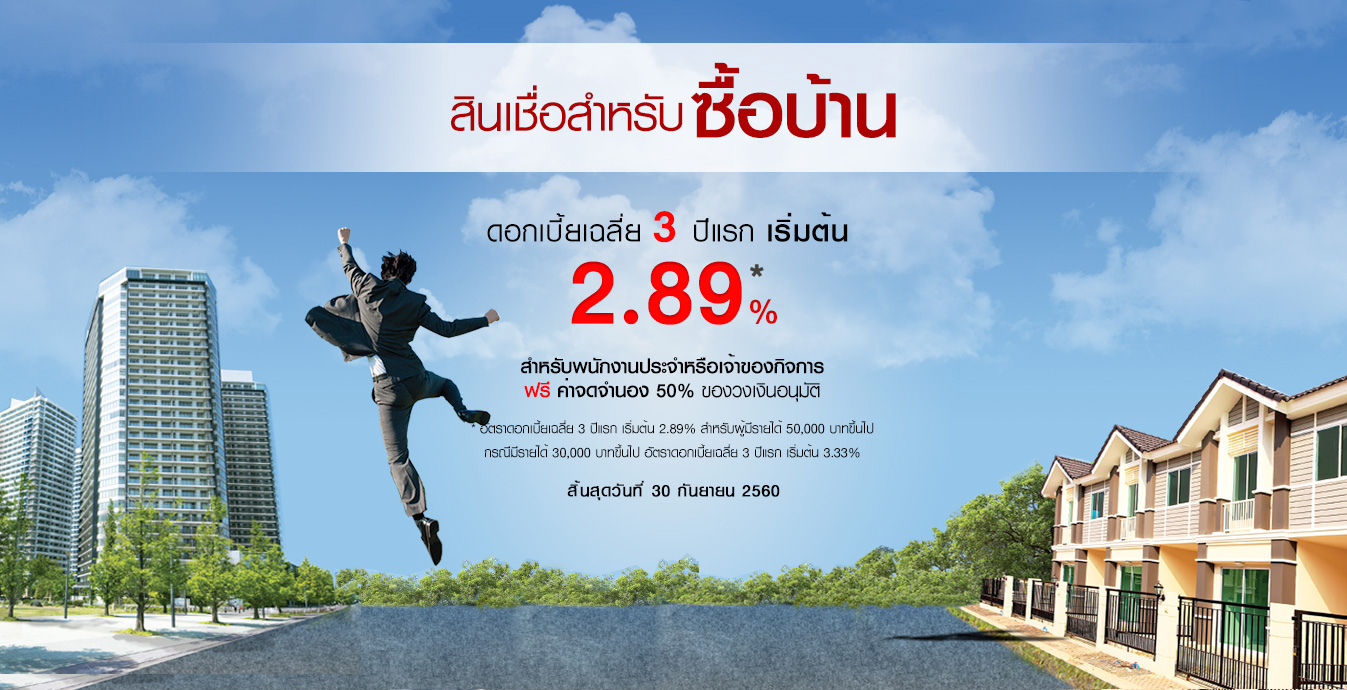 สินเชื่อสำหรับ ซื้อบ้าน
ดอกเบี้ยเฉลี่ย 3 ปีแรก เริ่มต้น
2.89*%
สำหรับพนักงานประจำหรือเจ้าของกิจการ
ฟรี ค่าจดจำนอง 50% ของวงเงินอนุมัติ
* อัตราดอกเบี้ยเฉลี่ย 3 ปีแรก เริ่มต้น 2.89% สำหรับผู้มีรายได้ 50,000 บาทขึ้นไป
กรณีมีรายได้ 30,000 บาทขึ้นไป อัตราดอกเบี้ยเฉลี่ย 3 ปีแรก เริ่มต้น 3.33%
สิ้นสุดวันที่ 30 กันยายน 2560